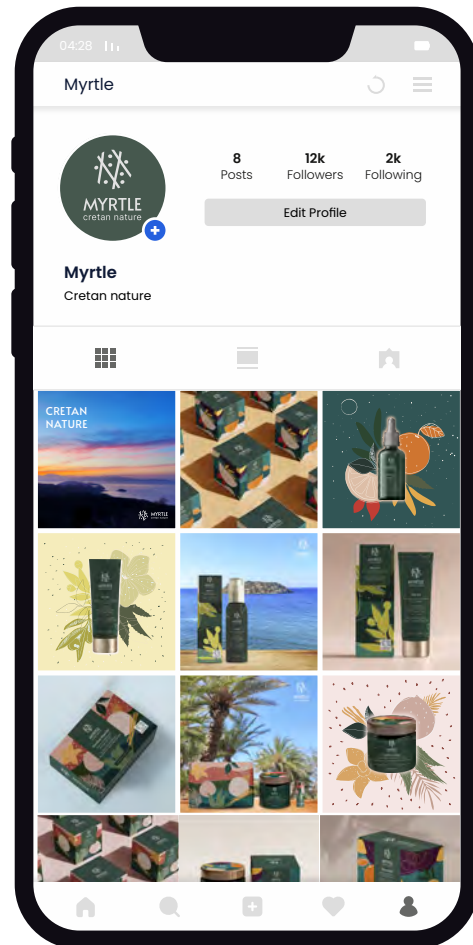 04:28
Myrtle
MYRTLE
cretan nature
8 12k 2k
Posts Followers Following
Edit Profile
Myrtle
Cretan nature
CRETAN
NATURE
MYRTLE
MYRTLE